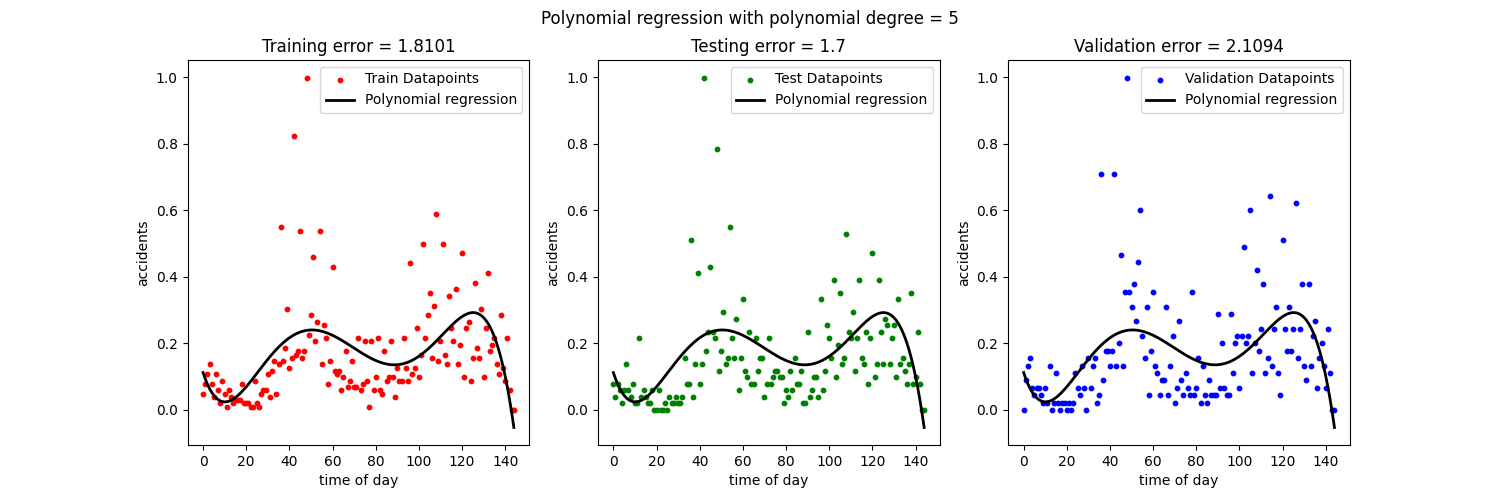 Polynomial regression with polynomial degree = 5
Training error = 1.8101
Train Datapoints
Polynomial regression
accidents
1.0
0.8
0.6
0.4
0.2
0.0
0 20 40 60 80 100 120 140
time of day
Testing error = 1.7
Test Datapoints
Polynomial regression
accidents
1.0
0.8
0.6
0.4
0.2
0.0
0 20 40 60 80 100 120 140
time of day
Validation error = 2.1094
Validation Datapoints
Polynomial regression
accidents
1.0
0.8
0.6
0.4
0.2
0.0
0 20 40 60 80 100 120 140
time of day